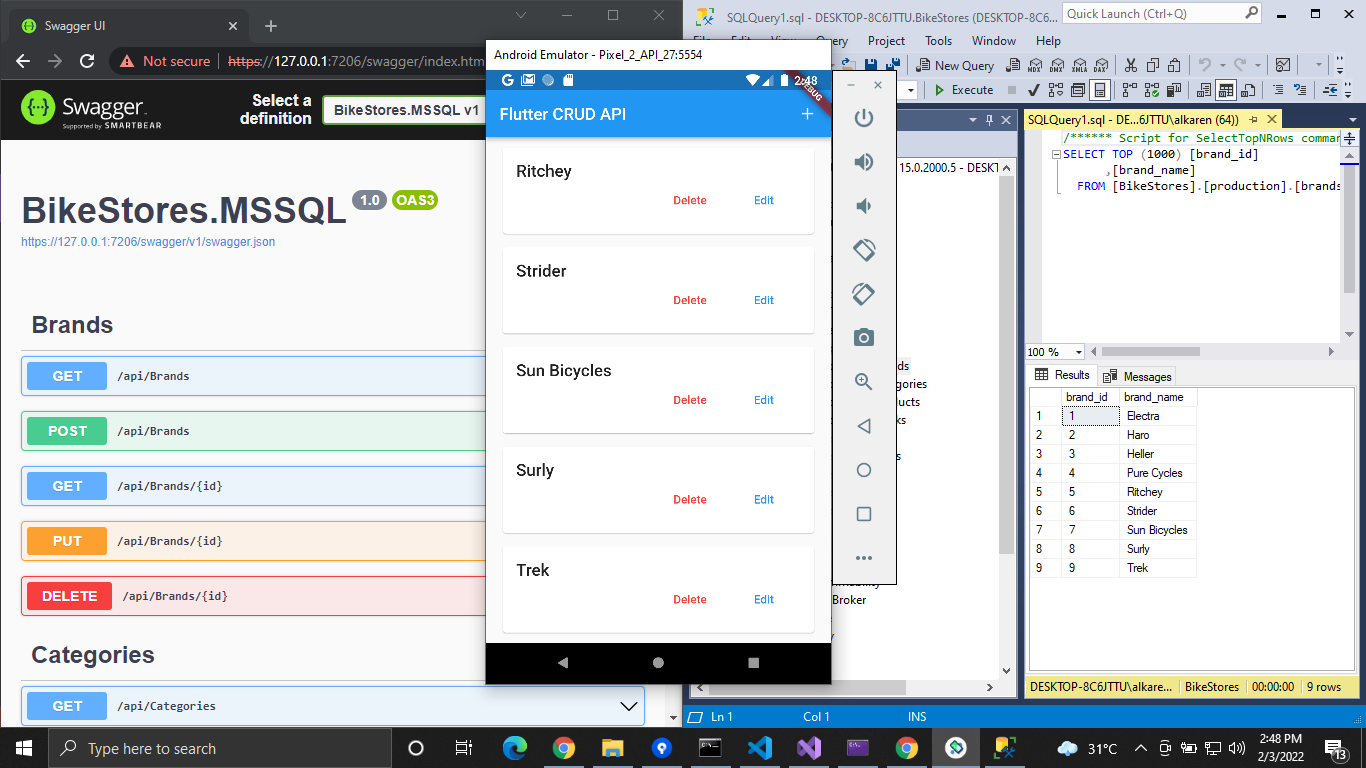 Swagger UI
Not secure
https://127.0.0.1:7206/swagger/index.htm
Swagger
Supported by SMARTBEAR
Select a
definition
BikeStores.MSSQL v1
BikeStores.MSSQL
1.0
OAS3
https://127.0.0.1:7206/swagger/v1/swagger.json
Brands
GET /api/Brands
POST /api/Brands
GET /api/Brands/{id}
PUT /api/Brands/{id}
DELETE /api/Brands/{id}
Categories
GET /api/Categories
Android Emulator - Pixel_2_API_27:5554
2:48
DEBUG
Flutter CRUD API
+
Ritchey
Delete Edit
Strider
Delete Edit
Sun Bicycles
Delete Edit
Surly
Delete Edit
Trek
Delete Edit
SQLQuery1.sql - DESKTOP-8C6JTTU.BikeStores (DESKTOP-8C6...
Quick Launch (Ctrl+Q)
Query Project Tools Window Help
New Query
MDX DMX XMLA DAX
Execute
15.0.2000.5 - DESKT
ds
egories
ducts
ks
s
Broker
SQLQuery1.sql - DE...6JTTU\alkaren (64))
/****** Script for SelectTopNRows comman
SELECT TOP (1000) [brand_id]
,[brand_name]
FROM [BikeStores].[production].[brands
100 %
Results Messages
brand_id brand_name
1 1 Electra
2 2 Haro
3 3 Heller
4 4 Pure Cycles
5 5 Ritchey
6 6 Strider
7 7 Sun Bicycles
8 8 Surly
9 9 Trek
DESKTOP-8C6JTTU\alkare... BikeStores 00:00:00 9 rows
Ln 1 Col 1 INS
Type here to search
31°C
2:48 PM
2/3/2022
13